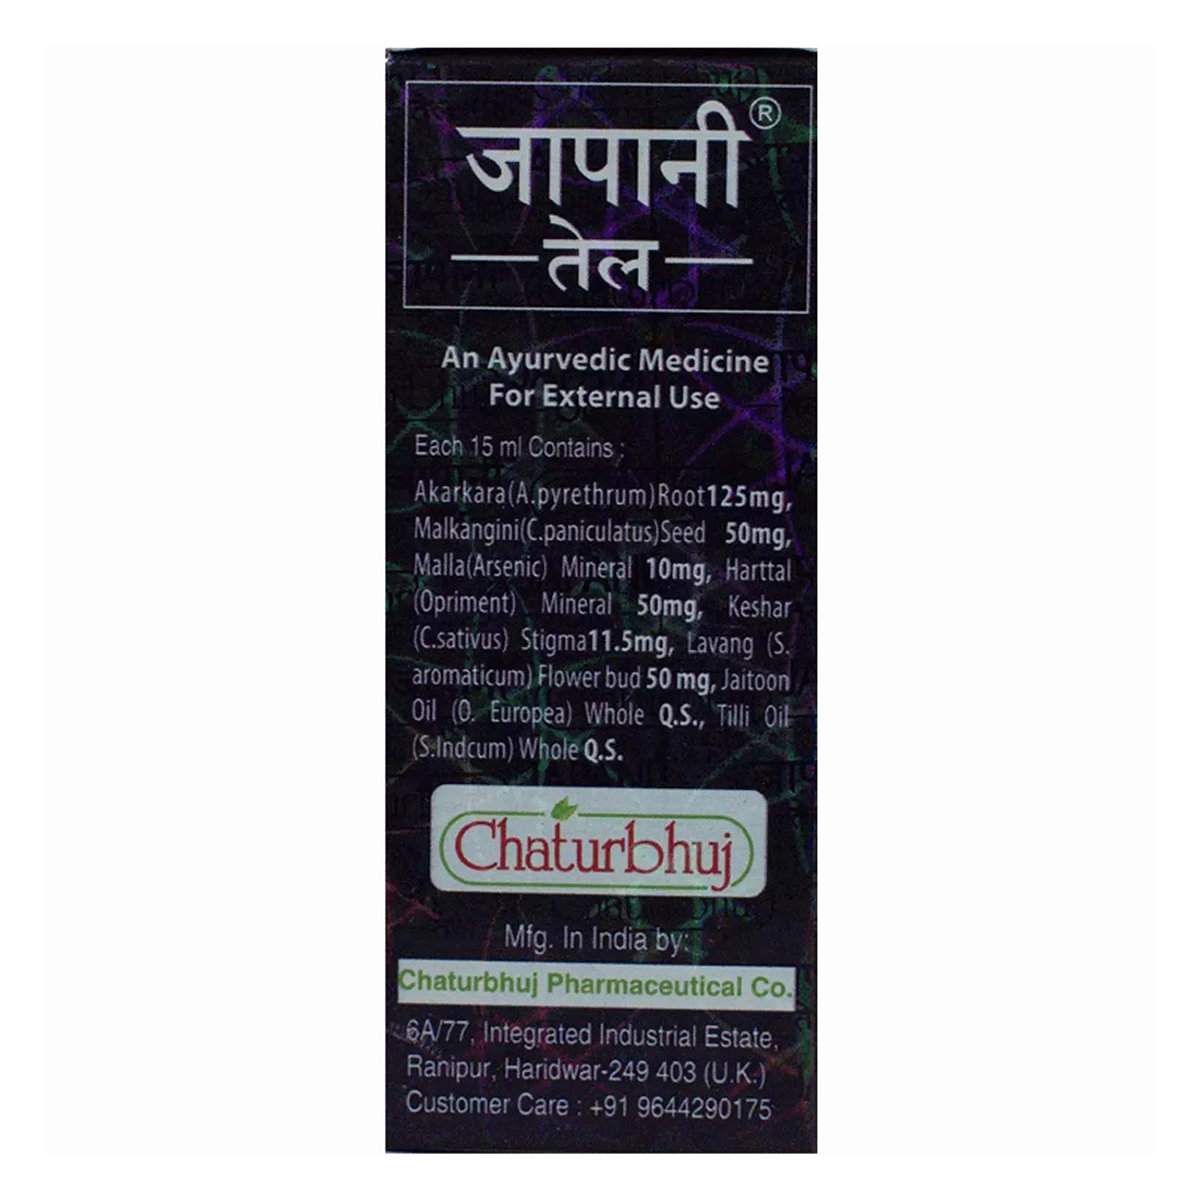 जापानी®
तेल
An Ayurvedic Medicine
For External Use
Each 15 ml Contains :
Akarkara(A.pyrethrum)Root125mg,
Malkangini(C.paniculatus)Seed 50mg,
Malla(Arsenic) Mineral 10mg, Harttal
(Opriment) Mineral 50mg, Keshar
(C.sativus) Stigma11.5mg, Lavang (S.
aromaticum) Flower bud 50 mg, Jaitoon
Oil (O. Europea) Whole Q.S., Tilli Oil
(S.Indcum) Whole Q.S.
Chaturbhuj
Mfg. In India by:
Chaturbhuj Pharmaceutical Co.
6A/77, Integrated Industrial Estate,
Ranipur, Haridwar-249 403 (U.K.)
Customer Care : +91 9644290175